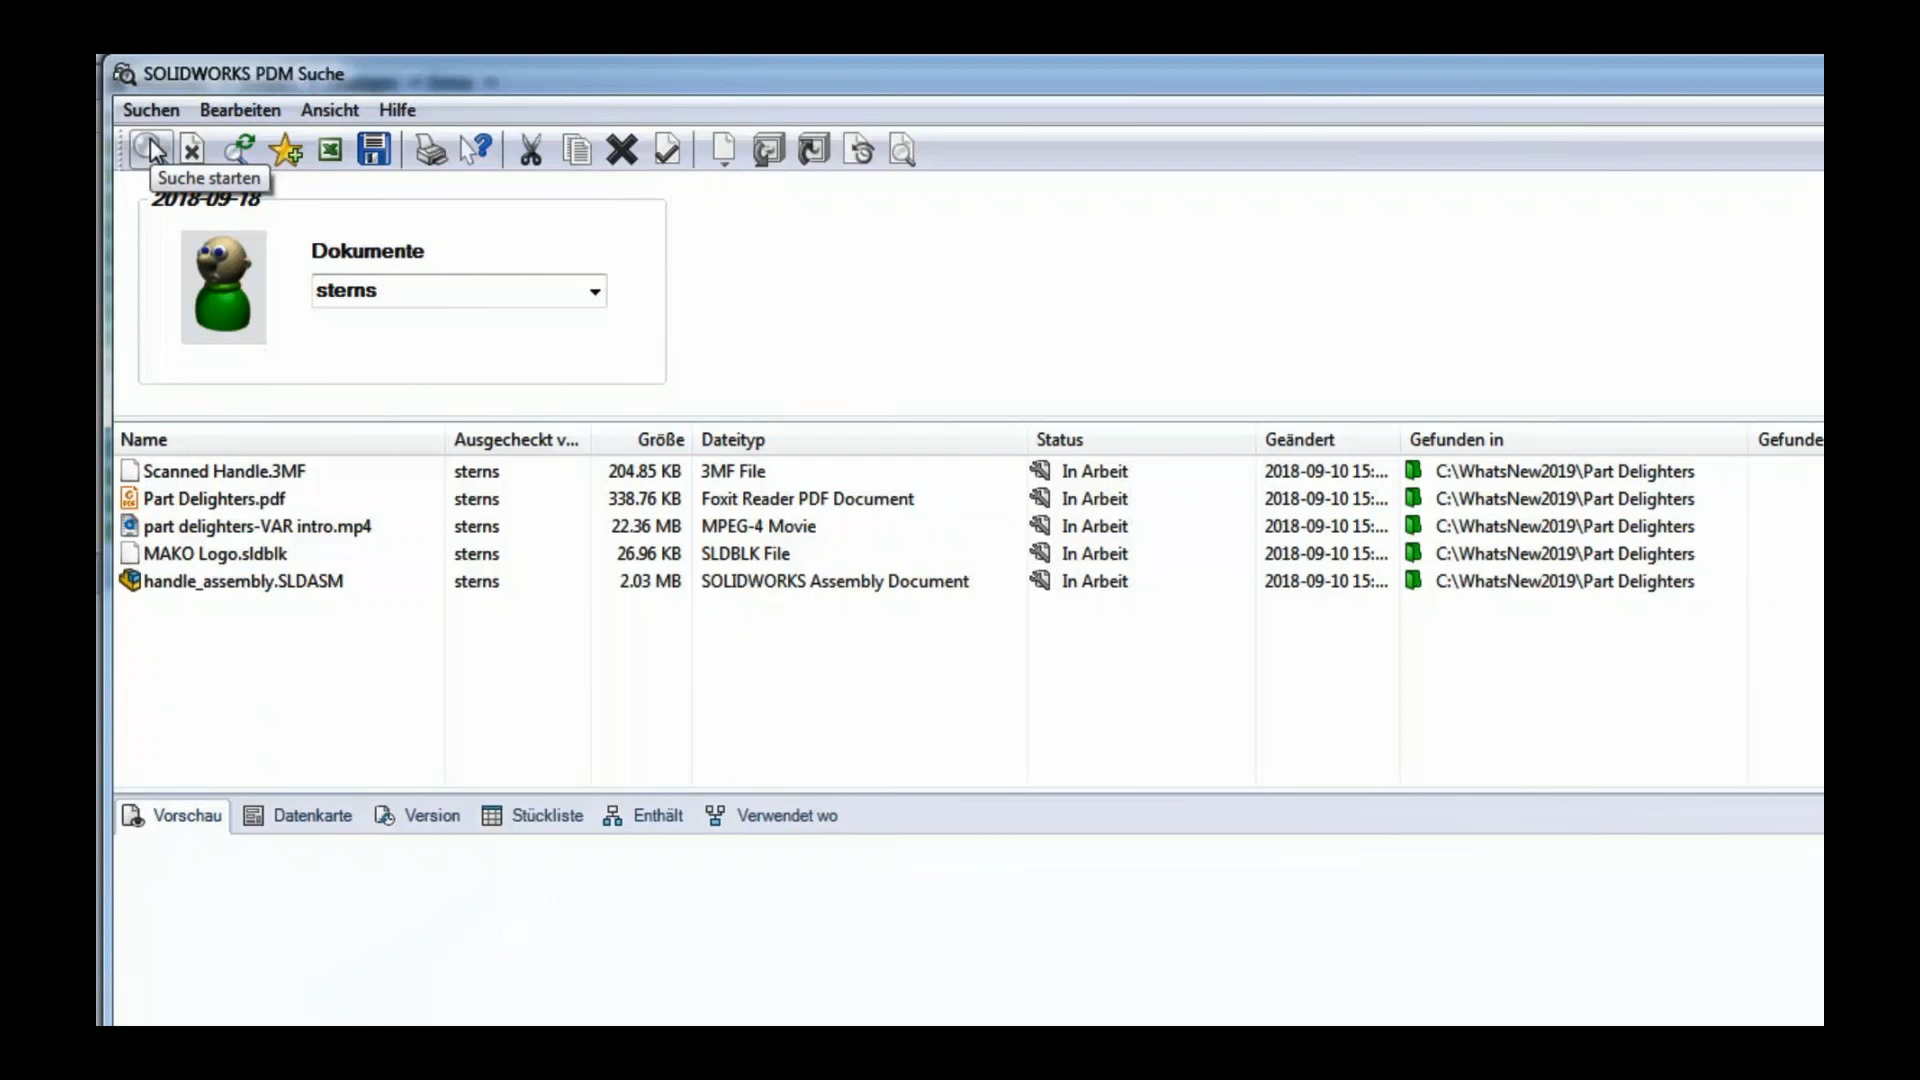 SOLIDWORKS PDM Suche
Suchen Bearbeiten Ansicht Hilfe
Suche starten
2018-09-18
Dokumente
sterns
Name Ausgecheckt v... Größe Dateityp Status Geändert Gefunden in Gefunde
Scanned Handle.3MF sterns 204.85 KB 3MF File In Arbeit 2018-09-10 15:... C:\WhatsNew2019\Part Delighters
Part Delighters.pdf sterns 338.76 KB Foxit Reader PDF Document In Arbeit 2018-09-10 15:... C:\WhatsNew2019\Part Delighters
part delighters-VAR intro.mp4 sterns 22.36 MB MPEG-4 Movie In Arbeit 2018-09-10 15:... C:\WhatsNew2019\Part Delighters
MAKO Logo.sldblk sterns 26.96 KB SLDBLK File In Arbeit 2018-09-10 15:... C:\WhatsNew2019\Part Delighters
handle_assembly.SLDASM sterns 2.03 MB SOLIDWORKS Assembly Document In Arbeit 2018-09-10 15:... C:\WhatsNew2019\Part Delighters
Vorschau Datenkarte Version Stückliste Enthält Verwendet wo